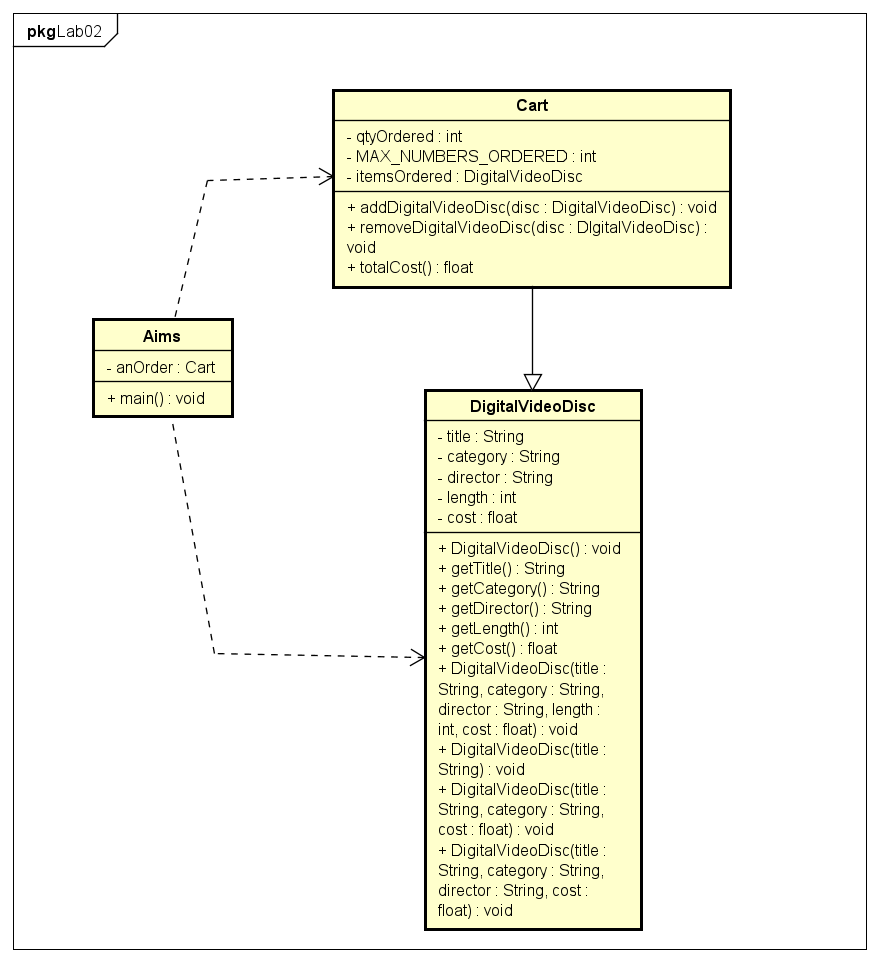 pkg Lab02
Cart
- qtyOrdered : int
- MAX_NUMBERS_ORDERED : int
- itemsOrdered : DigitalVideoDisc
+ addDigitalVideoDisc(disc : DigitalVideoDisc) : void
+ removeDigitalVideoDisc(disc : DIgitalVideoDisc) :
void
+ totalCost() : float
Aims
- anOrder : Cart
+ main() : void
DigitalVideoDisc
- title : String
- category : String
- director : String
- length : int
- cost : float
+ DigitalVideoDisc() : void
+ getTitle() : String
+ getCategory() : String
+ getDirector() : String
+ getLength() : int
+ getCost() : float
+ DigitalVideoDisc(title :
String, category : String,
director : String, length :
int, cost : float) : void
+ DigitalVideoDisc(title :
String) : void
+ DigitalVideoDisc(title :
String, category : String,
cost : float) : void
+ DigitalVideoDisc(title :
String, category : String,
director : String, cost :
float) : void